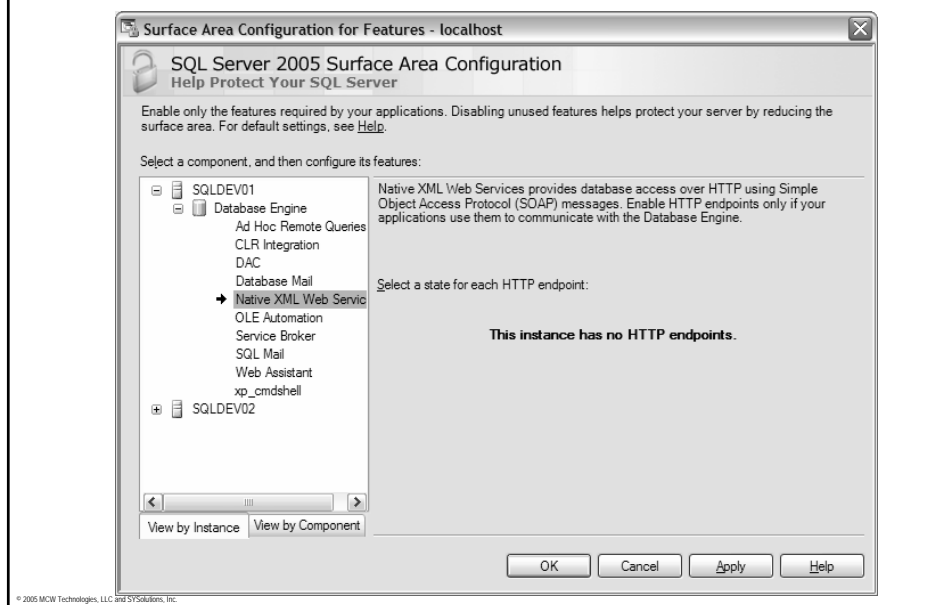 Surface Area Configuration for Features - localhost
SQL Server 2005 Surface Area Configuration
Help Protect Your SQL Server
Enable only the features required by your applications. Disabling unused features helps protect your server by reducing the
surface area. For default settings, see Help.
Select a component, and then configure its features:
SQLDEV01
Database Engine
Ad Hoc Remote Queries
CLR Integration
DAC
Database Mail
Native XML Web Servic
OLE Automation
Service Broker
SQL Mail
Web Assistant
xp_cmdshell
SQLDEV02
View by Instance
View by Component
Native XML Web Services provides database access over HTTP using Simple
Object Access Protocol (SOAP) messages. Enable HTTP endpoints only if your
applications use them to communicate with the Database Engine.
Select a state for each HTTP endpoint:
This instance has no HTTP endpoints.
OK
Cancel
Apply
Help
© 2005 MCW Technologies, LLC and SYSolutions, Inc.